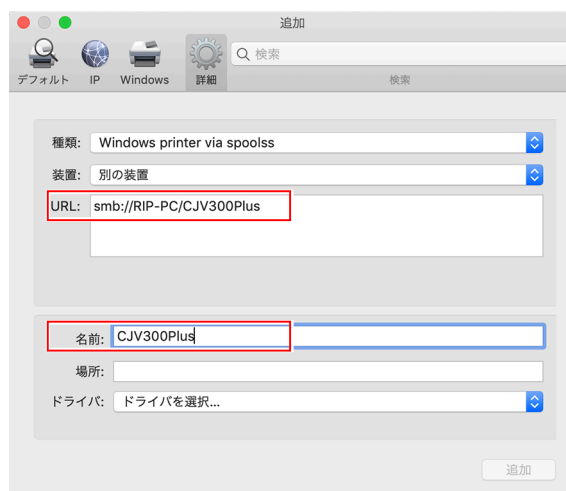 追加
検索
デフォルト IP Windows 詳細 検索
種類: Windows printer via spoolss
装置: 別の装置
URL: smb://RIP-PC/CJV300Plus
名前: CJV300Plus
場所:
ドライバ: ドライバを選択...
追加